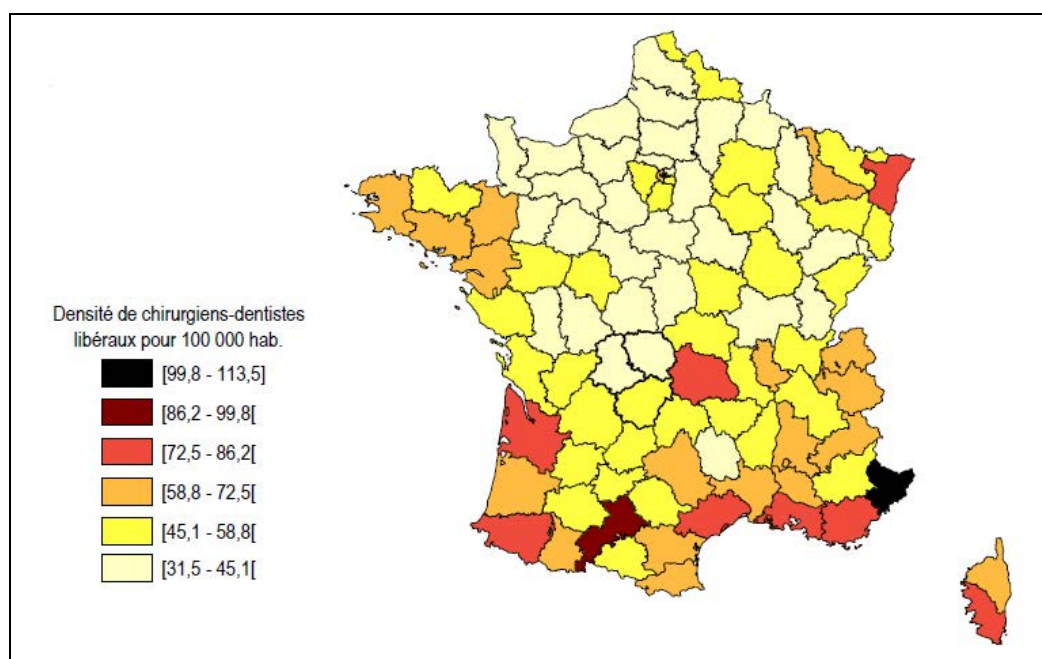 Densité de chirurgiens-dentistes
libéraux pour 100 000 hab.
[99,8 - 113,5]
[86,2 - 99,8[
[72,5 - 86,2[
[58,8 - 72,5[
[45,1 - 58,8[
[31,5 - 45,1[